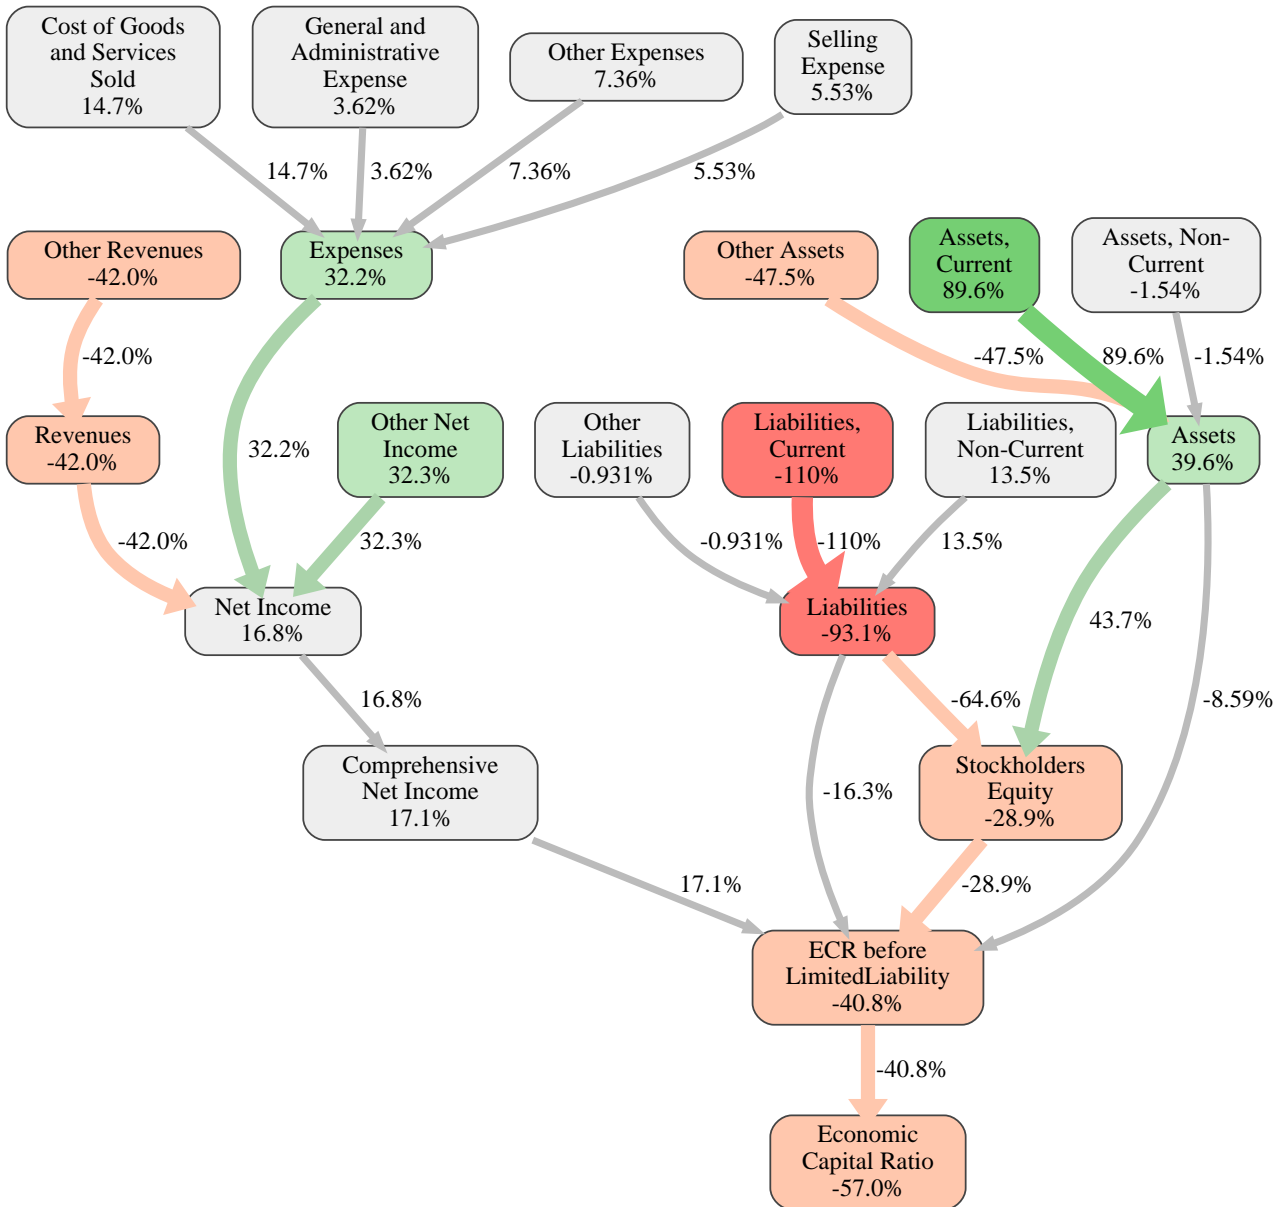 Cost of Goods
and Services
Sold
14.7%
General and
Administrative
Expense
3.62%
Other Expenses
7.36%
Selling
Expense
5.53%
14.7%
3.62%
7.36%
5.53%
Other Revenues
-42.0%
Expenses
32.2%
Other Assets
-47.5%
Assets,
Current
89.6%
Assets, Non-
Current
-1.54%
-42.0%
-47.5%
89.6%
-1.54%
Revenues
-42.0%
32.2%
Other Net
Income
32.3%
Other
Liabilities
-0.931%
Liabilities,
Current
-110%
Liabilities,
Non-Current
13.5%
Assets
39.6%
-42.0%
32.3%
-0.931%
-110%
13.5%
Net Income
16.8%
Liabilities
-93.1%
43.7%
16.8%
-64.6%
-8.59%
Comprehensive
Net Income
17.1%
-16.3%
Stockholders
Equity
-28.9%
17.1%
-28.9%
ECR before
LimitedLiability
-40.8%
-40.8%
Economic
Capital Ratio
-57.0%